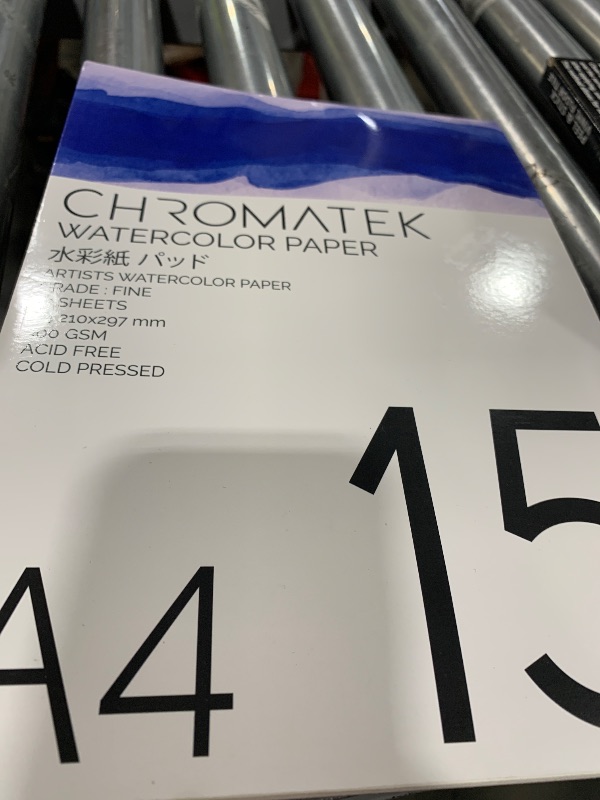 CHROMATEK
WATERCOLOR PAPER
水彩紙 パッド
ARTISTS WATERCOLOR PAPER
GRADE : FINE
SHEETS
210x297 mm
GSM
ACID FREE
COLD PRESSED
15
A4